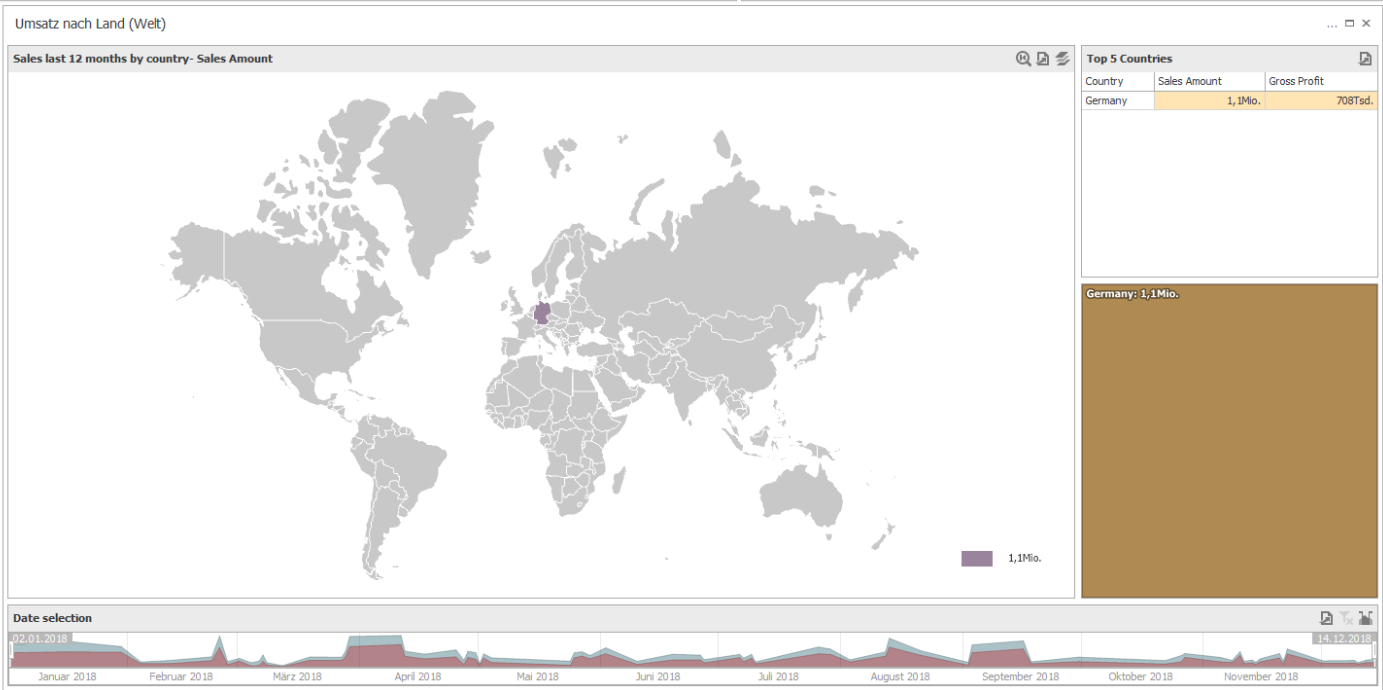 Umsatz nach Land (Welt)
Sales last 12 months by country- Sales Amount
1,1Mio.
Top 5 Countries
Country Sales Amount Gross Profit
Germany 1,1Mio. 708Tsd.
Germany: 1,1Mio.
Date selection
02.01.2018 14.12.2018
Januar 2018 Februar 2018 März 2018 April 2018 Mai 2018 Juni 2018 Juli 2018 August 2018 September 2018 Oktober 2018 November 2018